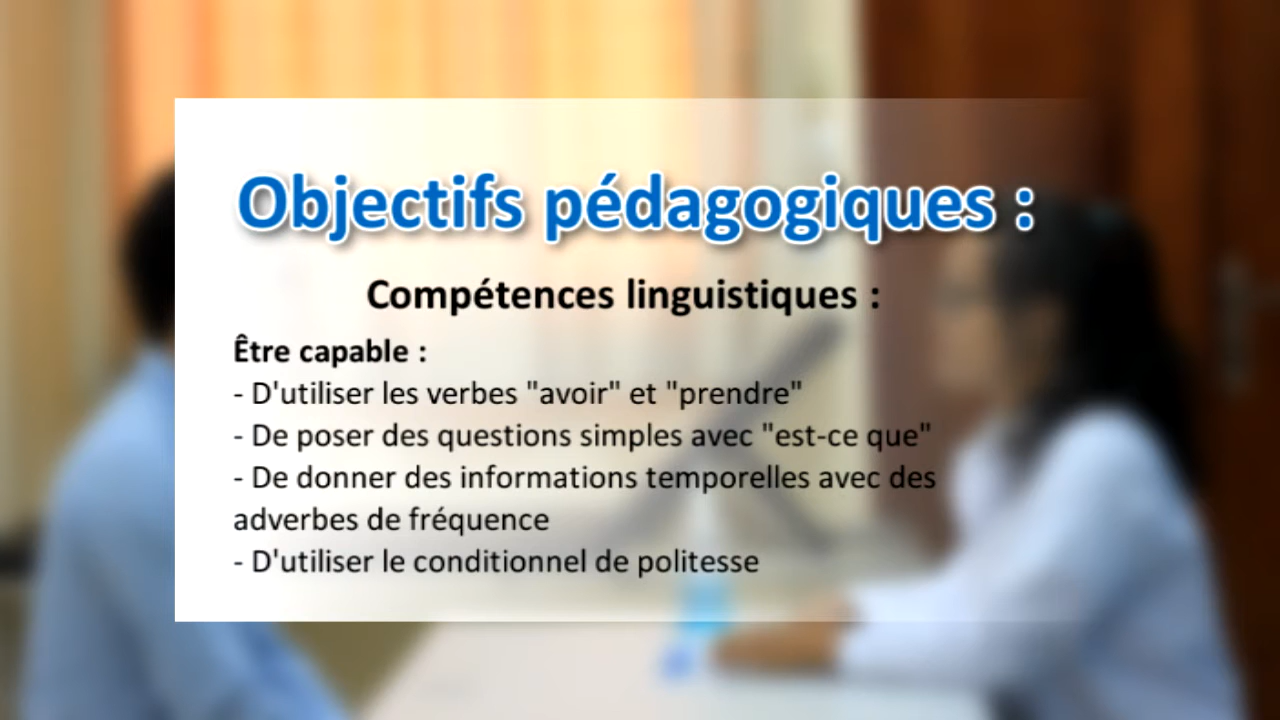 Objectifs pédagogiques :
Compétences linguistiques :
Être capable :
- D'utiliser les verbes "avoir" et "prendre"
- De poser des questions simples avec "est-ce que"
- De donner des informations temporelles avec des
adverbes de fréquence
- D'utiliser le conditionnel de politesse